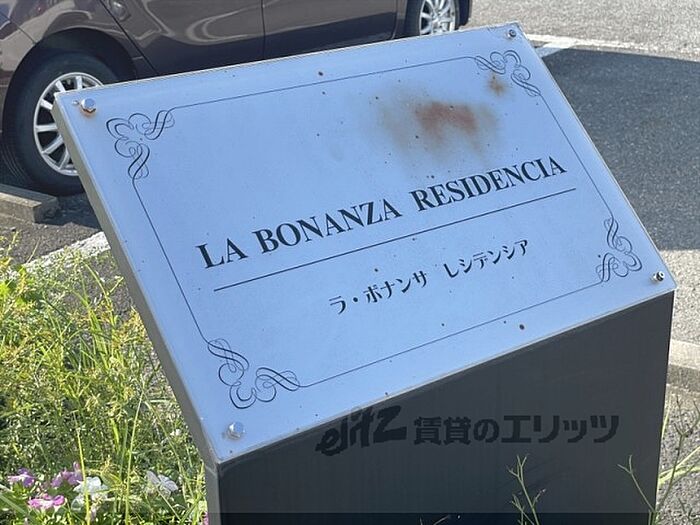 LA BONANZA RESIDENCIA
ラ・ボナンサ レシデンシア
elitz 賃貸のエリッツ